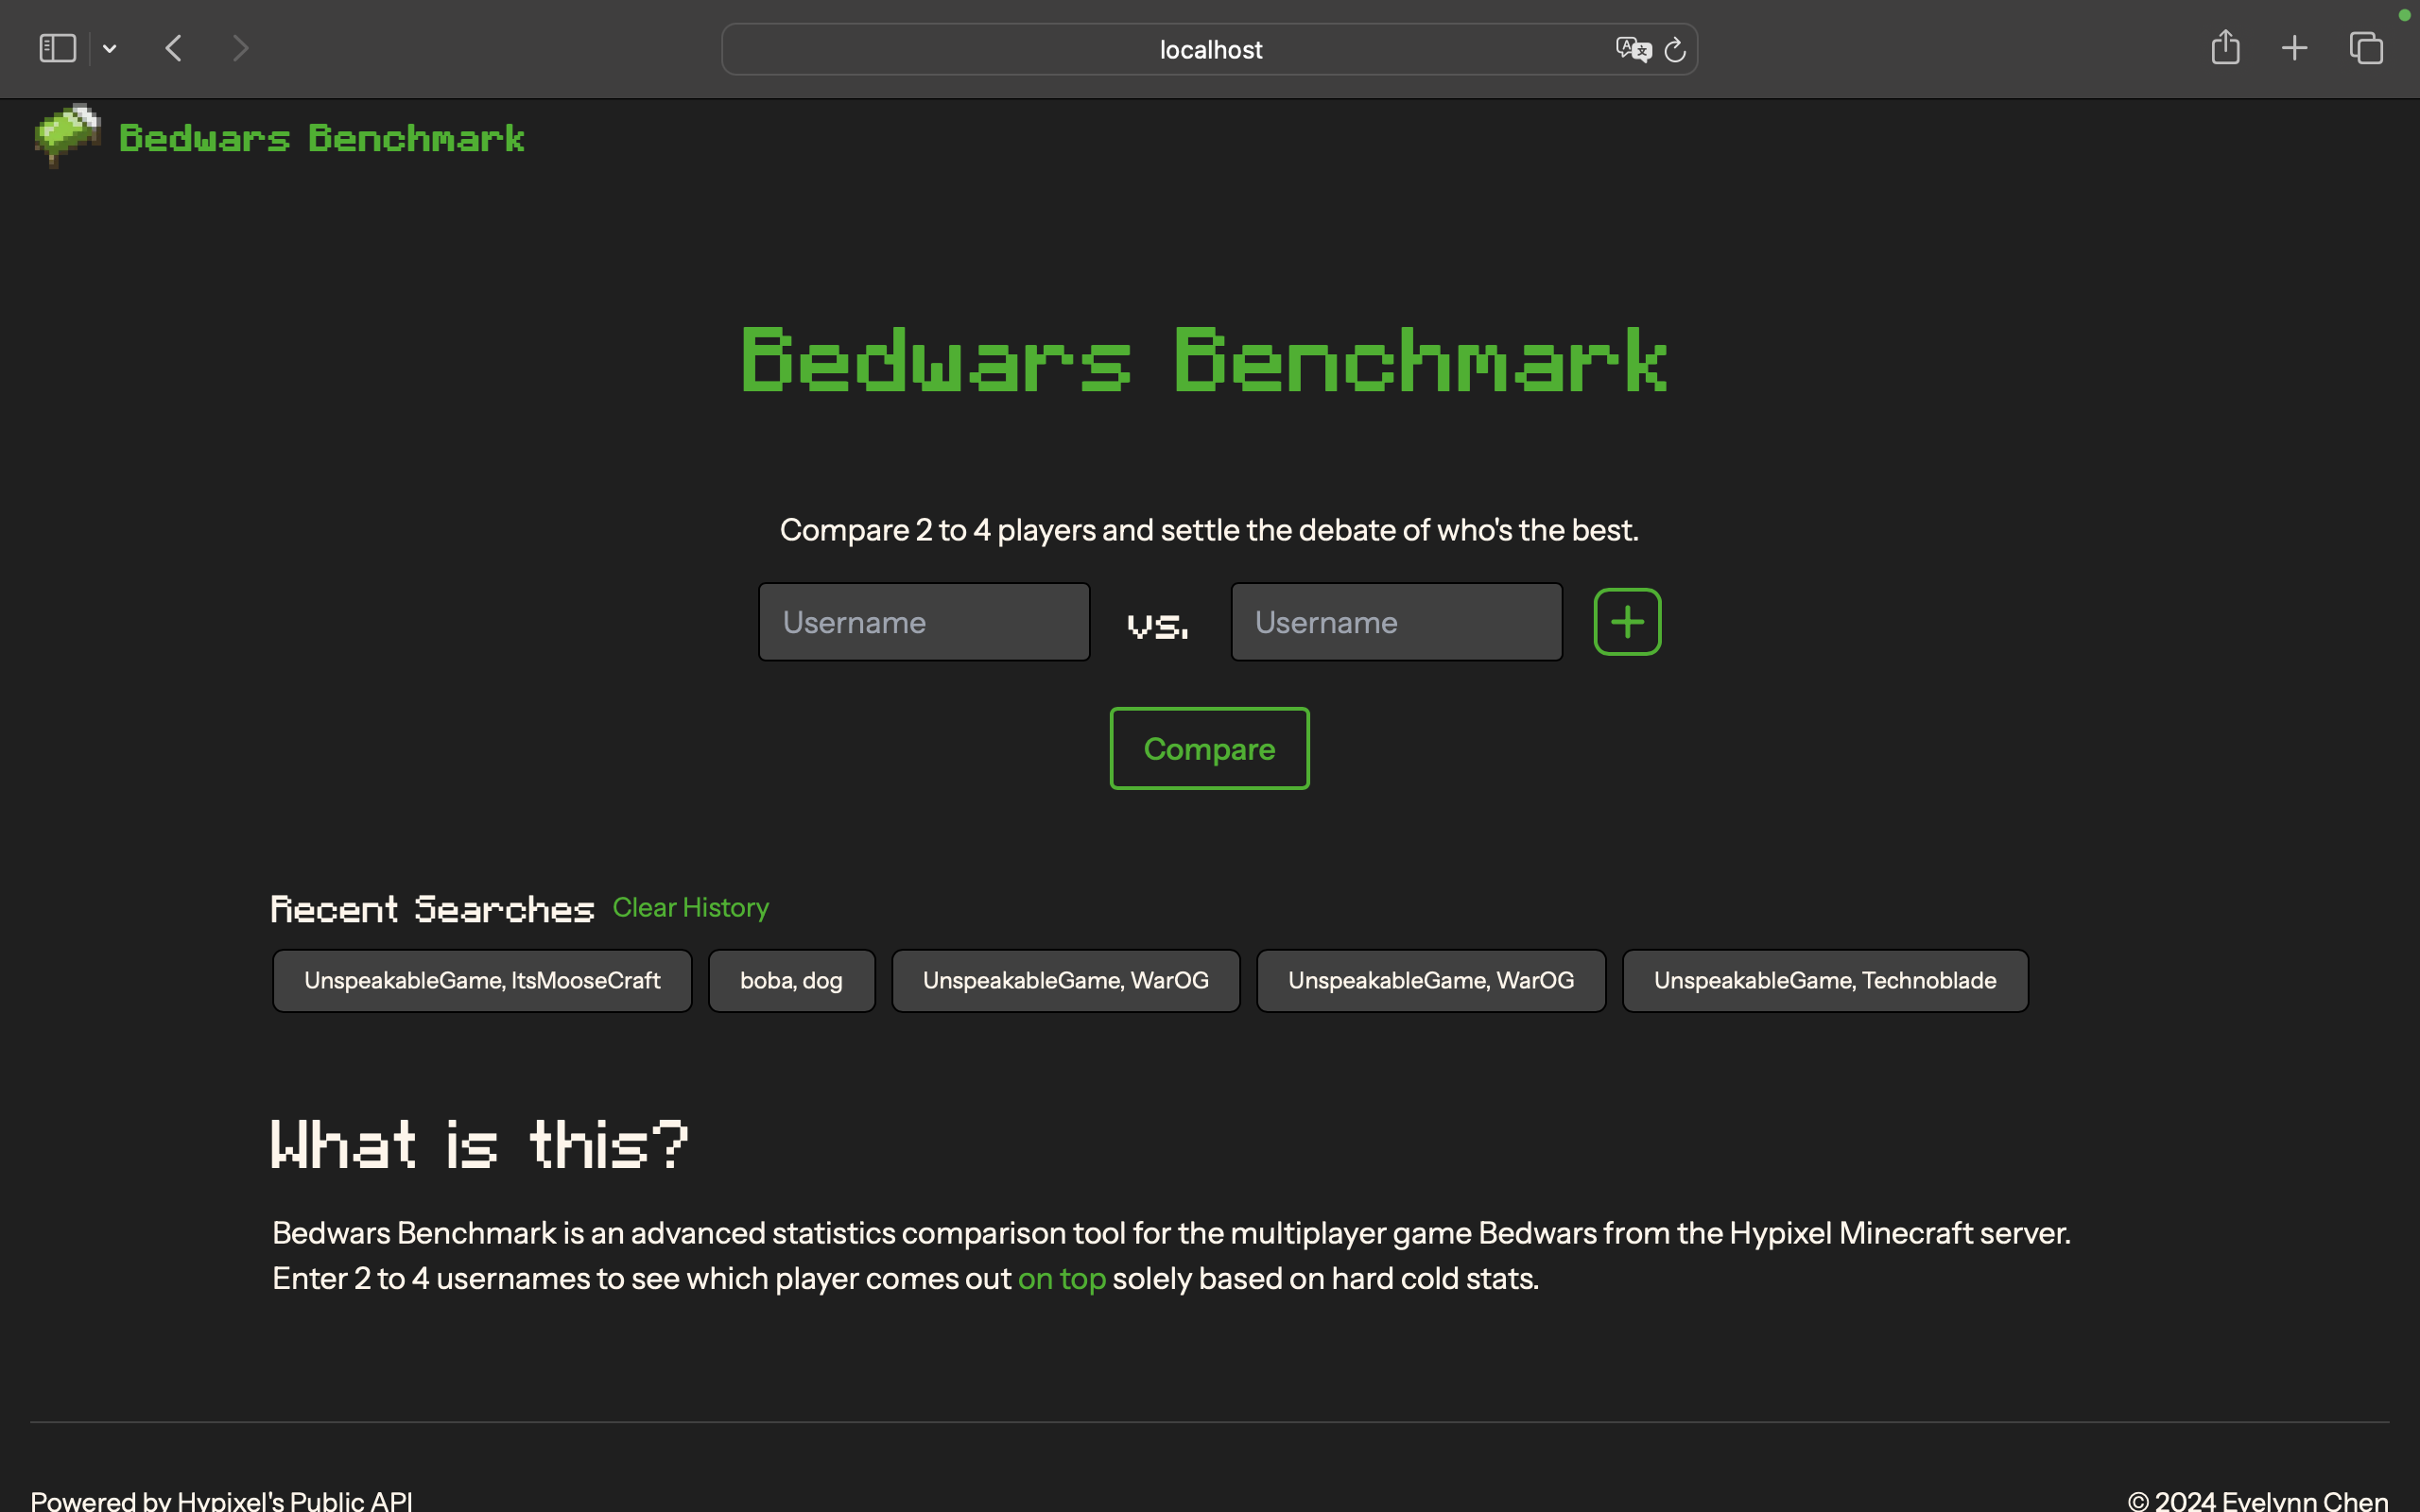 localhost
Bedwars Benchmark
Bedwars Benchmark
Compare 2 to 4 players and settle the debate of who's the best.
Username vs. Username
Compare
Recent Searches Clear History
UnspeakableGame, ItsMooseCraft boba, dog UnspeakableGame, WarOG UnspeakableGame, WarOG UnspeakableGame, Technoblade
What is this?
Bedwars Benchmark is an advanced statistics comparison tool for the multiplayer game Bedwars from the Hypixel Minecraft server.
Enter 2 to 4 usernames to see which player comes out on top solely based on hard cold stats.
Powered by Hypixel's Public API © 2024 Evelynn Chen